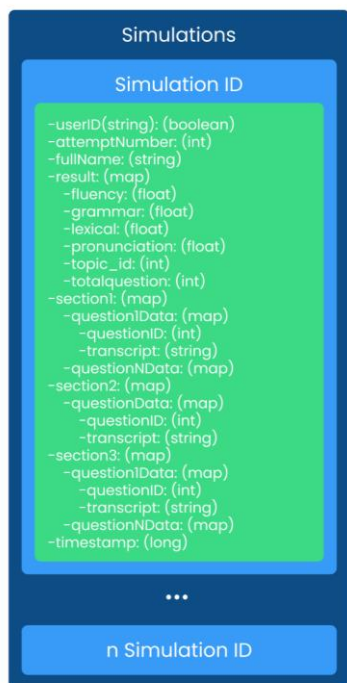 Simulations
Simulation ID
-userID(string): (boolean)
-attemptNumber: (int)
-fullName: (string)
-result: (map)
-fluency: (float)
-grammar: (float)
-lexical: (float)
-pronunciation: (float)
-topic_id: (int)
-totalquestion: (int)
-section1: (map)
-question1Data: (map)
-questionID: (int)
-transcript: (string)
-questionNData: (map)
-section2: (map)
-questionData: (map)
-questionID: (int)
-transcript: (string)
-section3: (map)
-question1Data: (map)
-questionID: (int)
-transcript: (string)
-questionNData: (map)
-timestamp: (long)
...
n Simulation ID